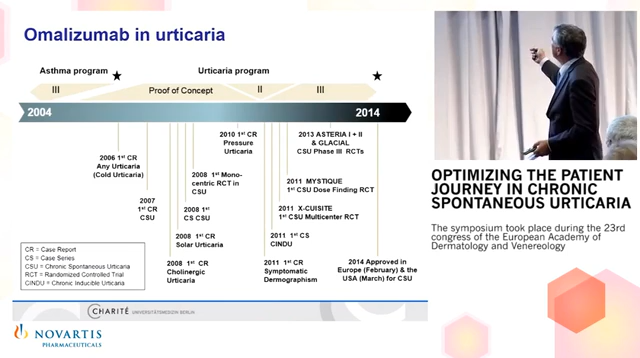 Omalizumab in urticaria
Asthma program
Urticaria program
III
Proof of Concept
II
III
2004
2014
2006 1st CR
Any Urticaria
(Cold Urticaria)
2007
1st CR
CSU
2008 1st CR
Cholinergic
Urticaria
2008 1st CR
Solar Urticaria
2008 1st
CS CSU
2008 1st Mono-
centric RCT in
CSU
2010 1st CR
Pressure
Urticaria
2011 1st CR
Symptomatic
Dermographism
2011 1st CS
CINDU
2011 X-CUISITE
1st CSU Multicenter RCT
2011 MYSTIQUE
1st CSU Dose Finding RCT
2013 ASTERIA I + II
& GLACIAL
CSU Phase III RCTs
2014 Approved in
Europe (February) & the
USA (March) for CSU
CR = Case Report
CS = Case Series
CSU = Chronic Spontaneous Urticaria
RCT = Randomized Controlled Trial
CINDU = Chronic Inducible Urticaria
CHARITÉ UNIVERSITÄTSMEDIZIN BERLIN
NOVARTIS
PHARMACEUTICALS
OPTIMIZING THE PATIENT
JOURNEY IN CHRONIC
SPONTANEOUS URTICARIA
The symposium took place during the 23rd
congress of the European Academy of
Dermatology and Venereology